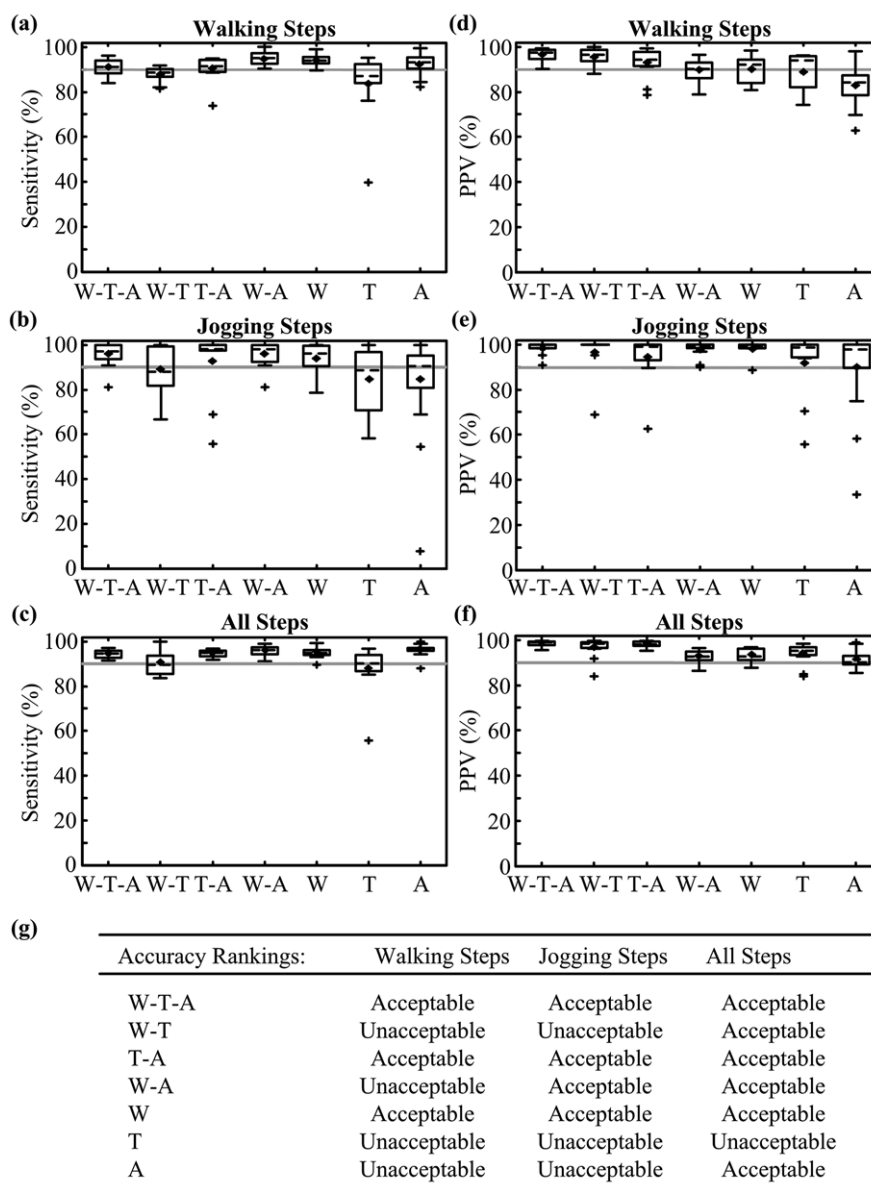 (a) Walking Steps
100
80
60
40
20
0
Sensitivity (%)
W-T-A W-T T-A W-A W T A
(d) Walking Steps
100
80
60
40
20
0
PPV (%)
W-T-A W-T T-A W-A W T A
(b) Jogging Steps
100
80
60
40
20
0
Sensitivity (%)
W-T-A W-T T-A W-A W T A
(e) Jogging Steps
100
80
60
40
20
0
PPV (%)
W-T-A W-T T-A W-A W T A
(c) All Steps
100
80
60
40
20
0
Sensitivity (%)
W-T-A W-T T-A W-A W T A
(f) All Steps
100
80
60
40
20
0
PPV (%)
W-T-A W-T T-A W-A W T A
(g)
Accuracy Rankings: Walking Steps Jogging Steps All Steps
W-T-A Acceptable Acceptable Acceptable
W-T Unacceptable Unacceptable Acceptable
T-A Acceptable Acceptable Acceptable
W-A Unacceptable Acceptable Acceptable
W Acceptable Acceptable Acceptable
T Unacceptable Unacceptable Unacceptable
A Unacceptable Unacceptable Acceptable